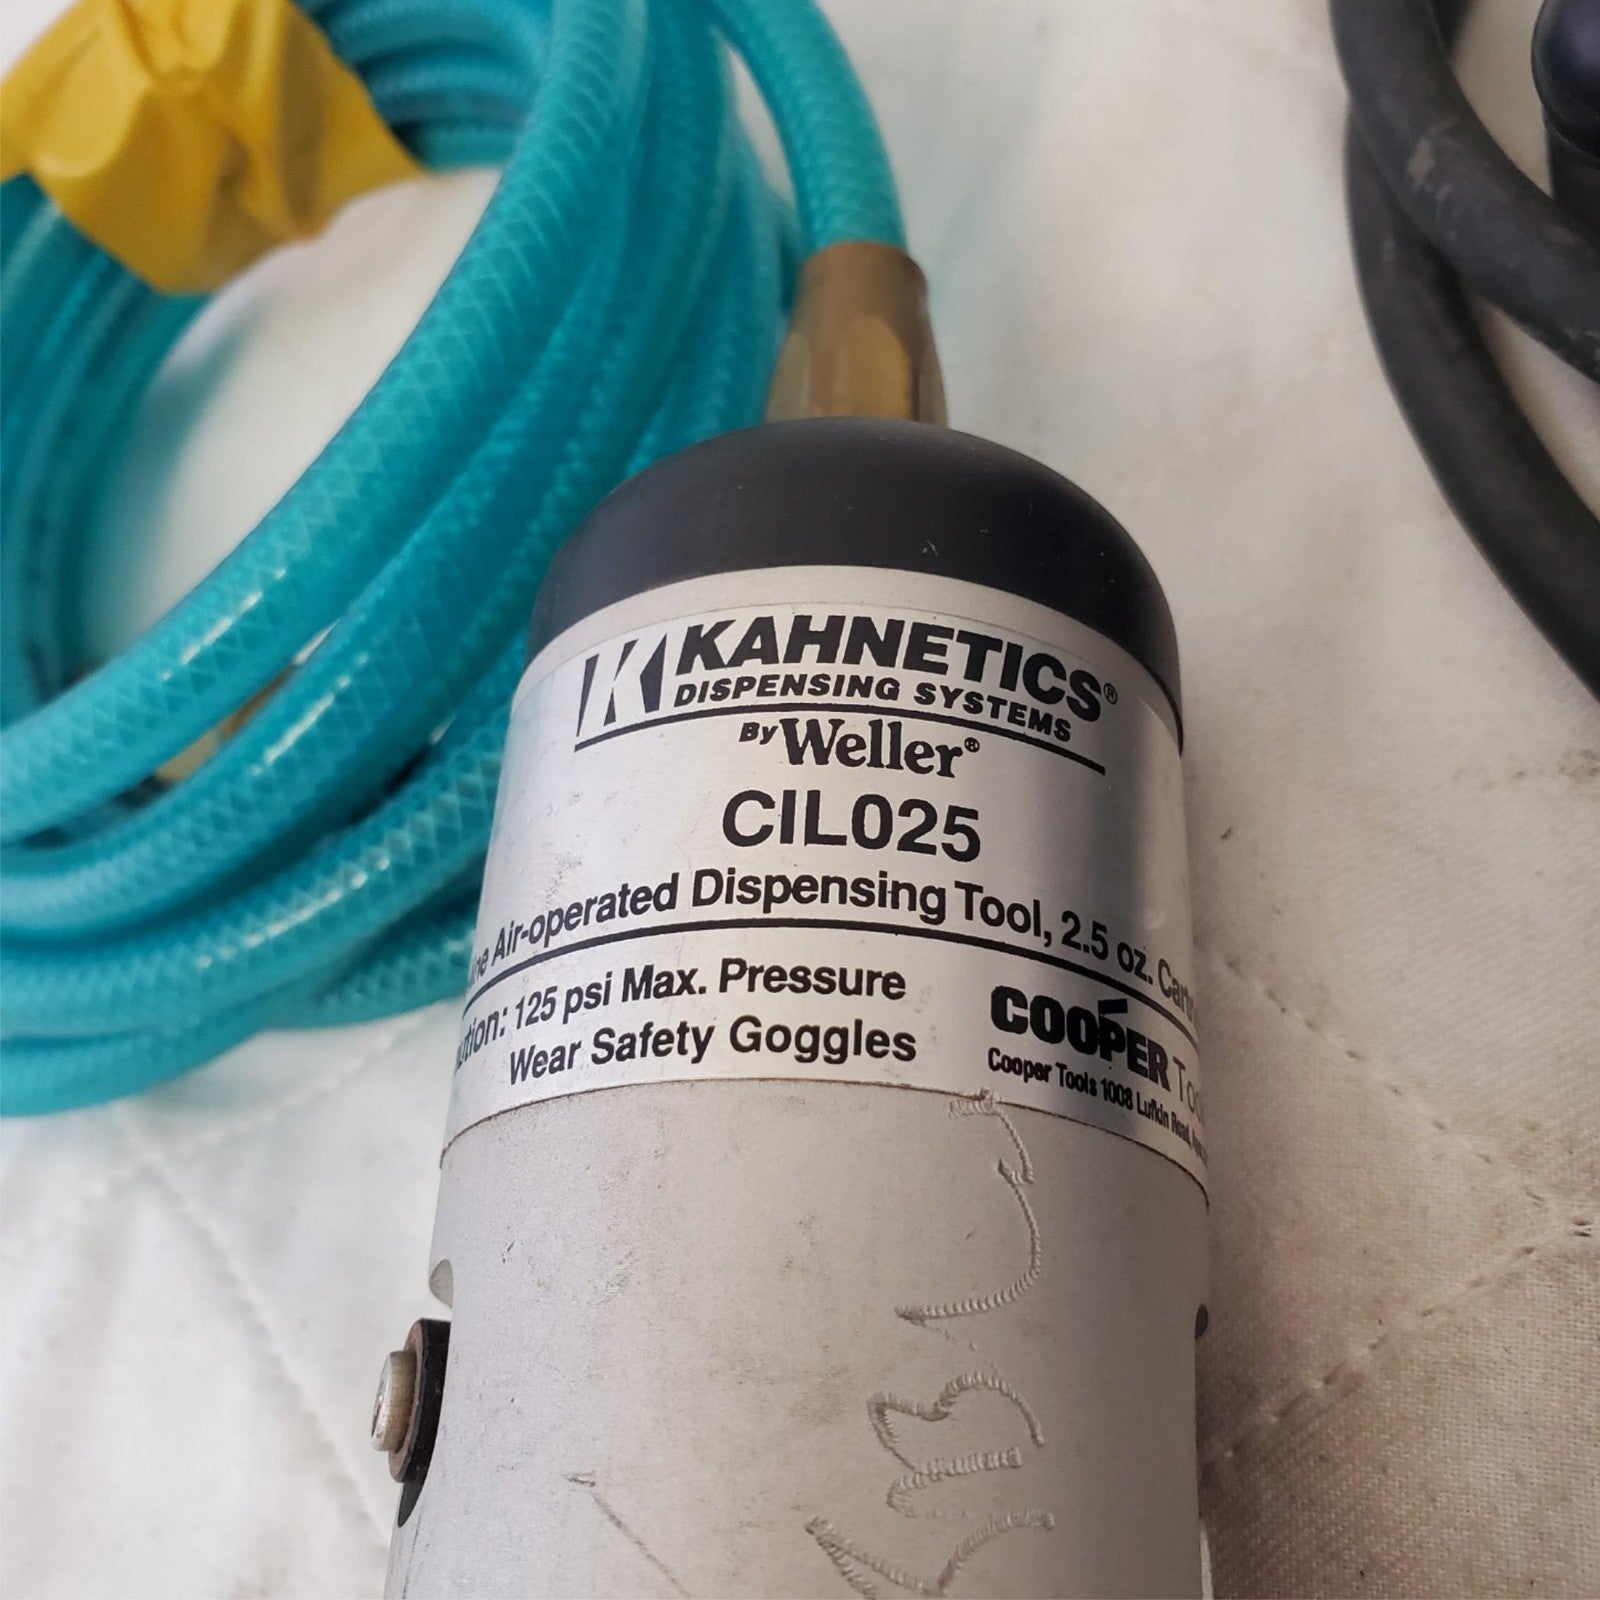 K KAHNETICS®
DISPENSING SYSTEMS
By Weller®
CIL025
Air-operated Dispensing Tool, 2.5 oz.
125 psi Max. Pressure
Wear Safety Goggles
COOPER
Cooper Tools 1008 Lufkin Road,